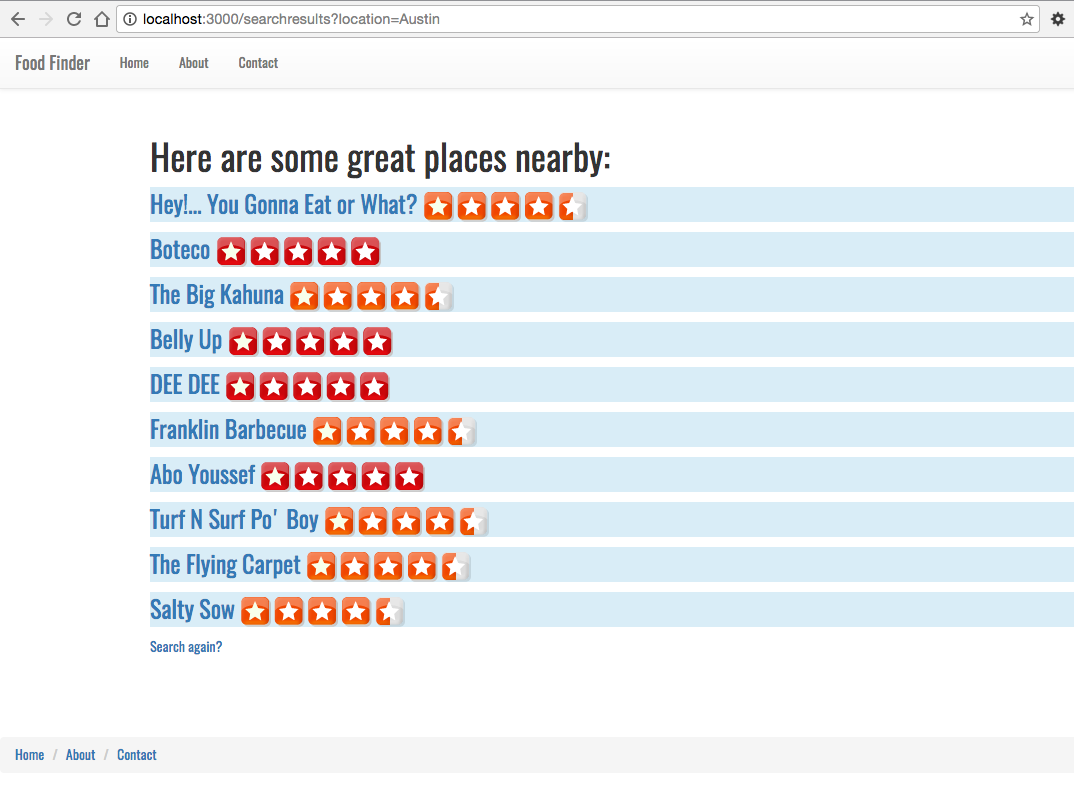 localhost:3000/searchresults?location=Austin
Food Finder Home About Contact
Here are some great places nearby:
Hey!... You Gonna Eat or What?
Boteco
The Big Kahuna
Belly Up
DEE DEE
Franklin Barbecue
Abo Youssef
Turf N Surf Po' Boy
The Flying Carpet
Salty Sow
Search again?
Home / About / Contact